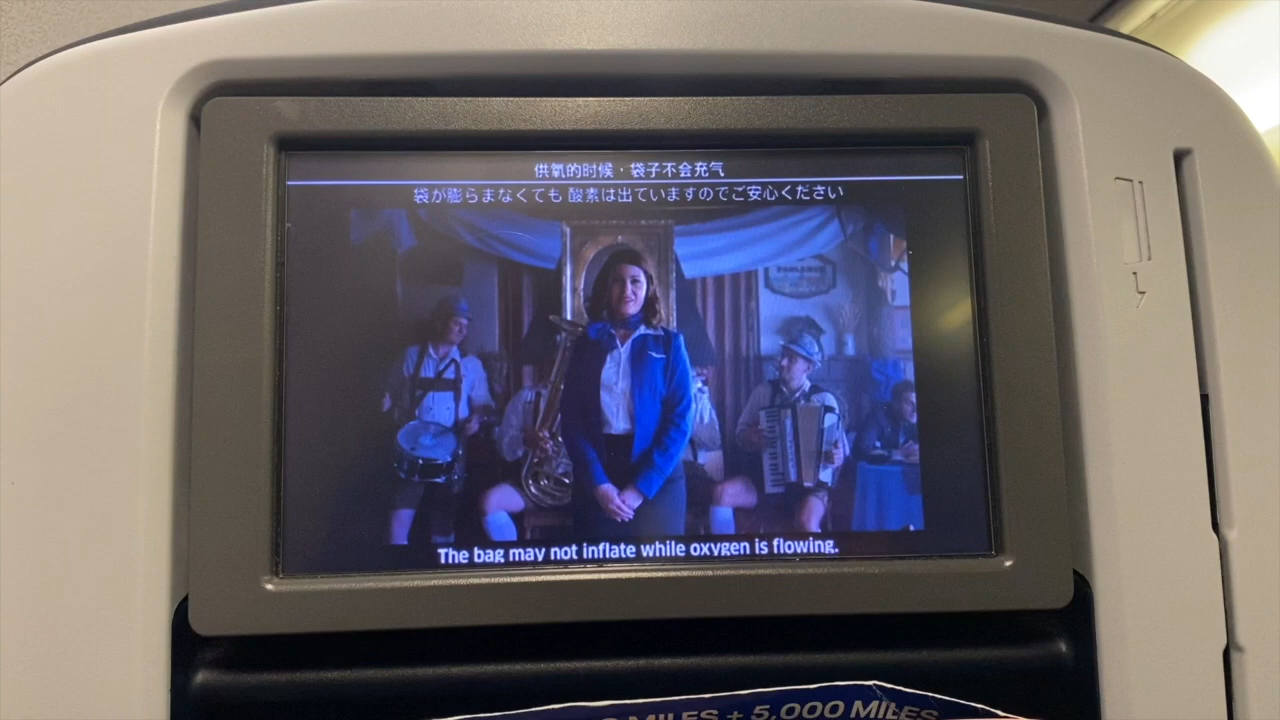 供氧的时候・袋子不会充气
袋が膨らまなくても 酸素は出ていますのでご安心ください
The bag may not inflate while oxygen is flowing.
MILES + 5,000 MILES